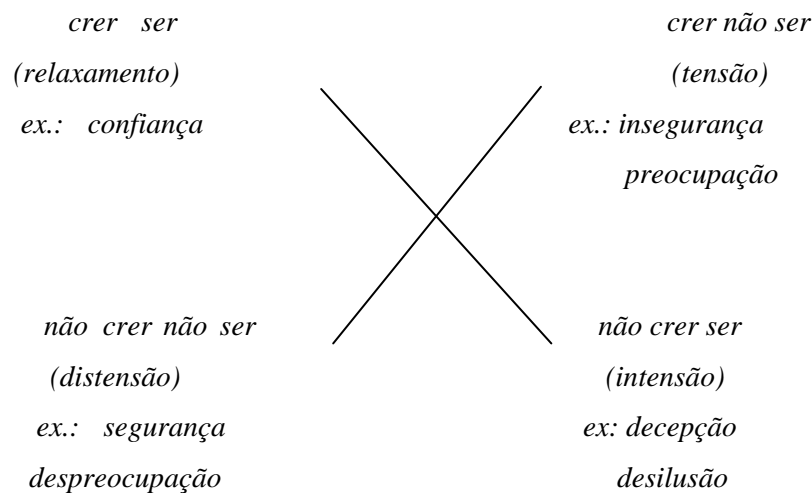 crer ser
(relaxamento)
ex.: confiança
crer não ser
(tensão)
ex.: insegurança
preocupação
não crer não ser
(distensão)
ex.: segurança
despreocupação
não crer ser
(intensão)
ex: decepção
desilusão